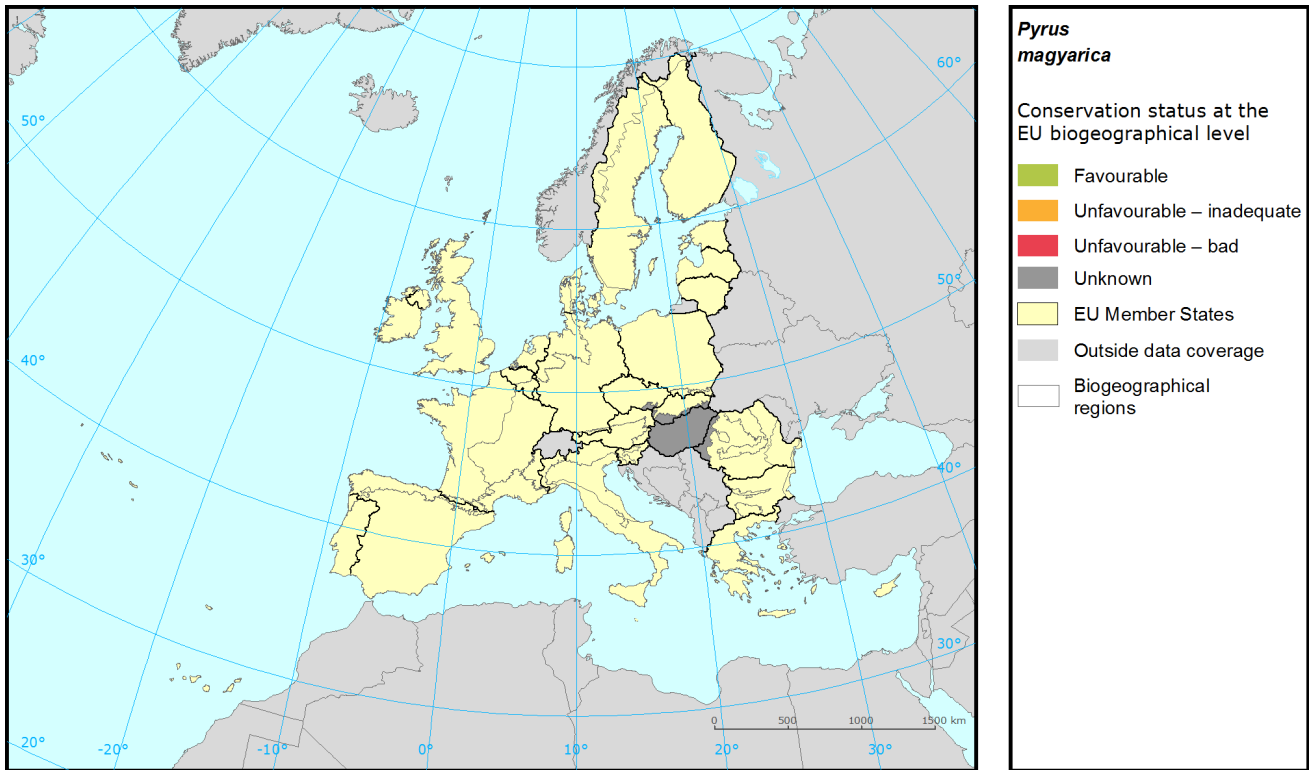 60°
50°
50°
40°
40°
30°
30°
20°
-20°
-10°
0°
10°
20°
30°
0
500
1000
1500 km
Pyrus
magyarica
Conservation status at the
EU biogeographical level
Favourable
Unfavourable – inadequate
Unfavourable – bad
Unknown
EU Member States
Outside data coverage
Biogeographical
regions